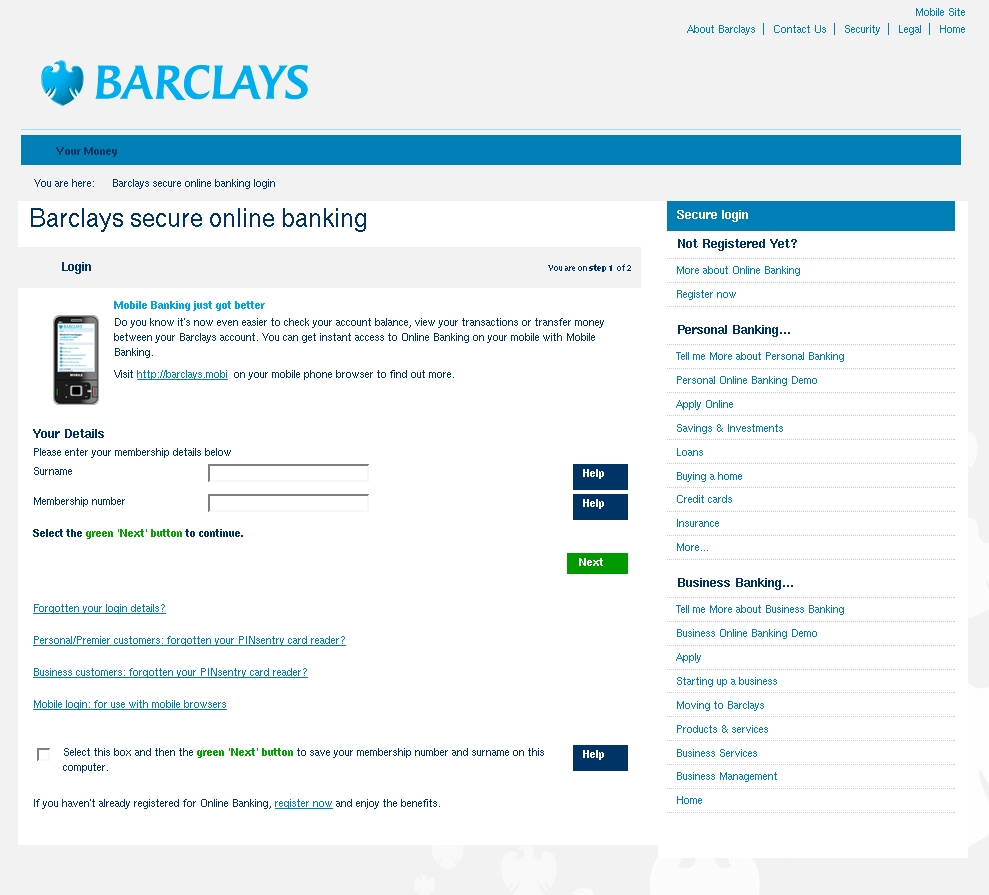 Mobile Site
About Barclays | Contact Us | Security | Legal | Home
BARCLAYS
Your Money
You are here: Barclays secure online banking login
Barclays secure online banking
Login
You are on step 1 of 2
Mobile Banking just got better
Do you know it's now even easier to check your account balance, view your transactions or transfer money
between your Barclays account. You can get instant access to Online Banking on your mobile with Mobile
Banking.
Visit http://barclays.mobi on your mobile phone browser to find out more.
Your Details
Please enter your membership details below
Surname
Help
Membership number
Help
Select the green 'Next' button to continue.
Next
Forgotten your login details?
Personal/Premier customers: forgotten your PINsentry card reader?
Business customers: forgotten your PINsentry card reader?
Mobile login: for use with mobile browsers
Select this box and then the green 'Next' button to save your membership number and surname on this
computer.
Help
If you haven't already registered for Online Banking, register now and enjoy the benefits.
Secure login
Not Registered Yet?
More about Online Banking
Register now
Personal Banking...
Tell me More about Personal Banking
Personal Online Banking Demo
Apply Online
Savings & Investments
Loans
Buying a home
Credit cards
Insurance
More...
Business Banking...
Tell me More about Business Banking
Business Online Banking Demo
Apply
Starting up a business
Moving to Barclays
Products & services
Business Services
Business Management
Home